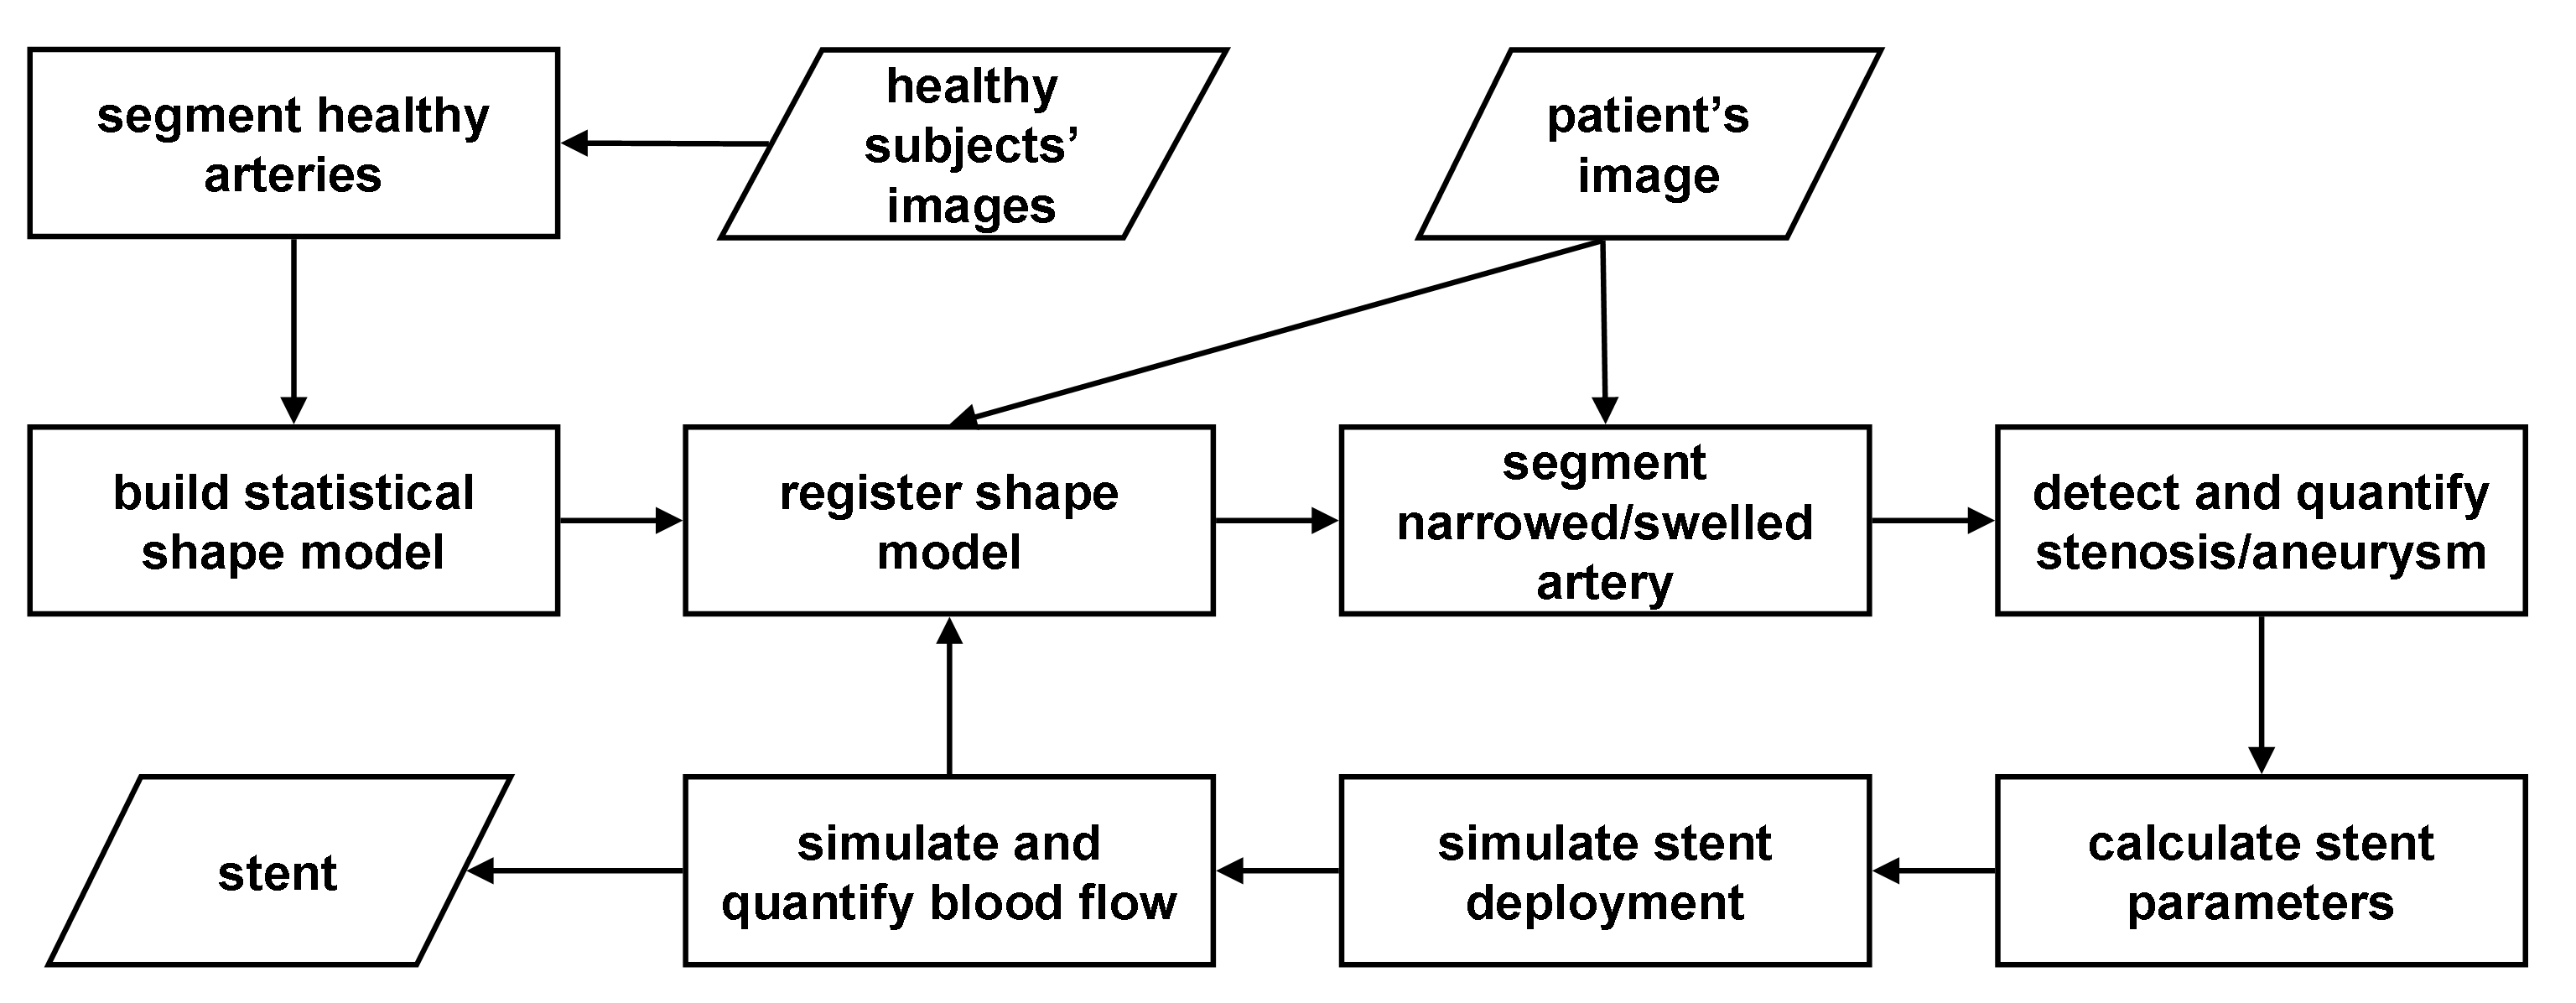 segment healthy
arteries
healthy
subjects’
images
patient’s
image
build statistical
shape model
register shape
model
segment
narrowed/swelled
artery
detect and quantify
stenosis/aneurysm
stent
simulate and
quantify blood flow
simulate stent
deployment
calculate stent
parameters